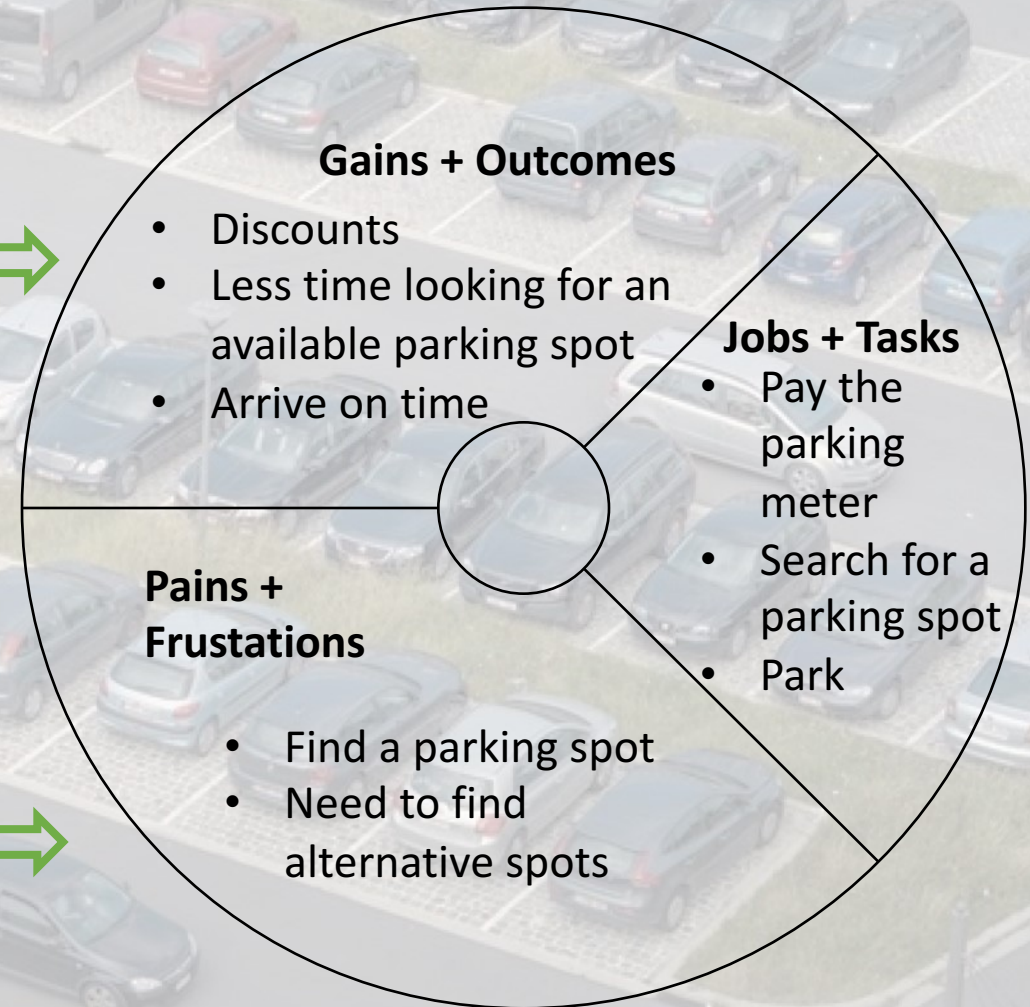 Gains + Outcomes
• Discounts
• Less time looking for an
available parking spot
• Arrive on time
Jobs + Tasks
• Pay the
parking
meter
• Search for a
parking spot
• Park
Pains +
Frustations
• Find a parking spot
• Need to find
alternative spots